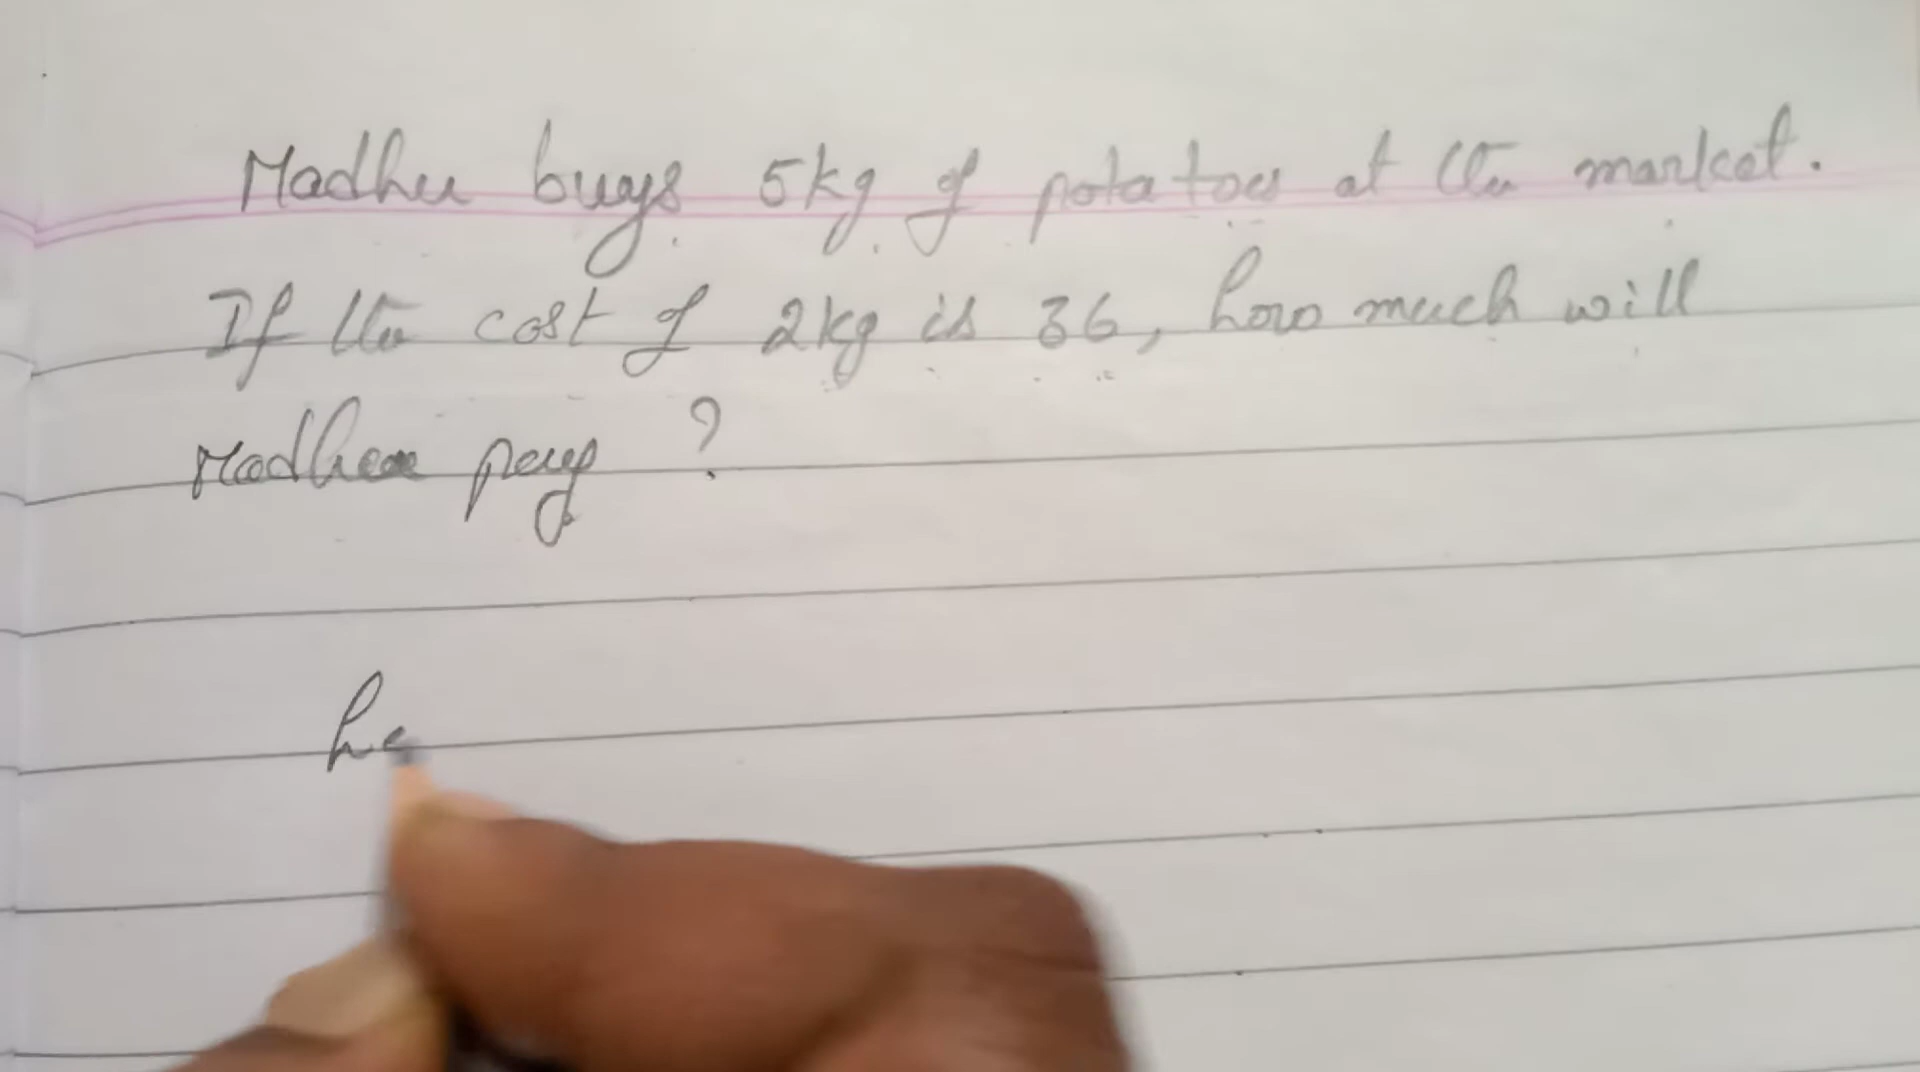 Madhu buys 5kg of potatoes at the market.
If the cost of 2kg is 36, how much will
Madhu pay ?
he